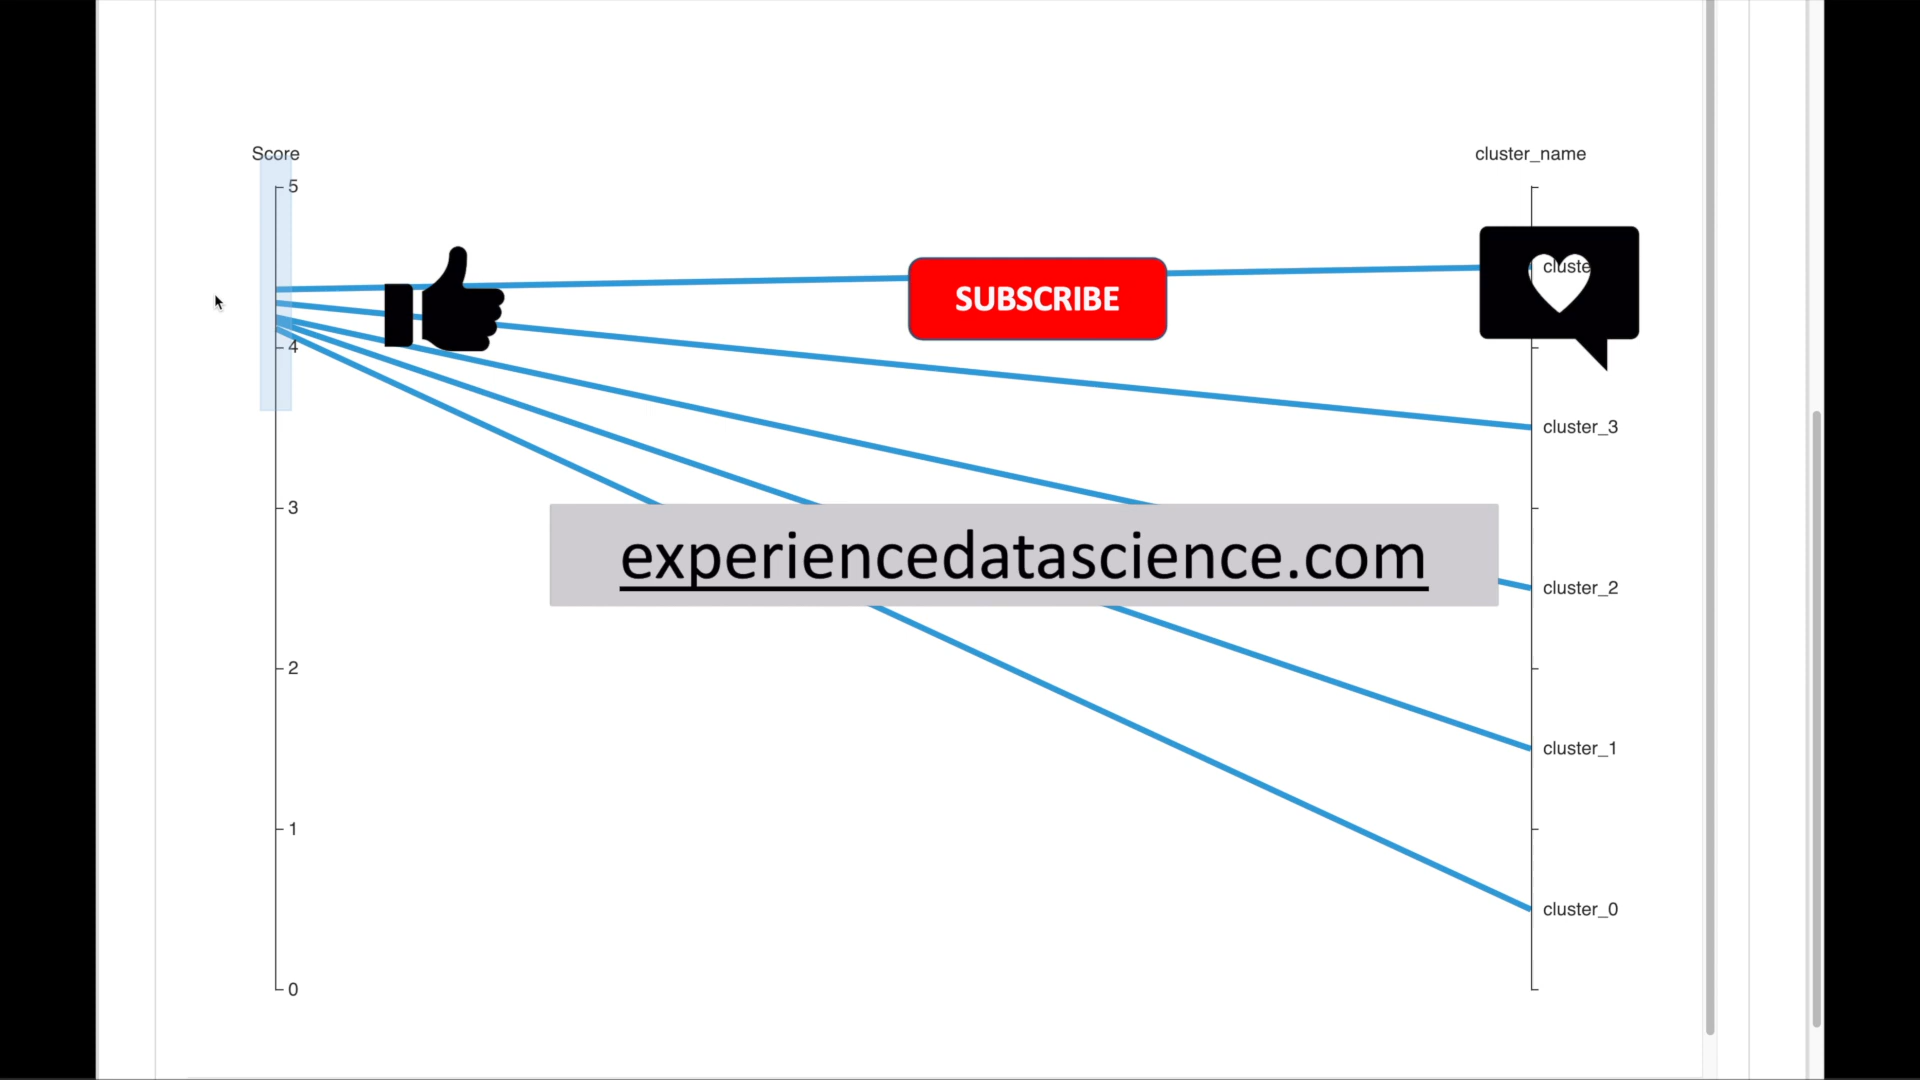 Score
cluster_name
5
SUBSCRIBE
4
cluster_3
3
experiencedatascience.com
cluster_2
2
cluster_1
1
cluster_0
0